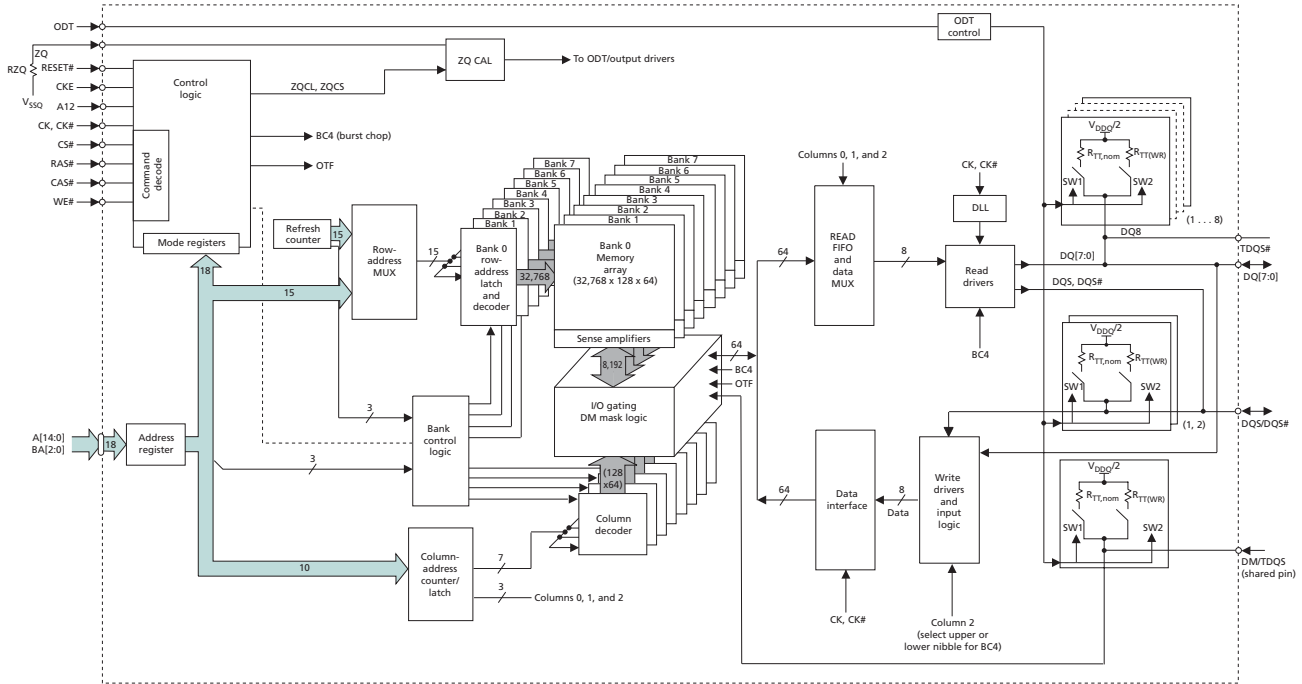 ODT
ZQ
RZQ
VSSQ
RESET#
CKE
A12
CK, CK#
CS#
RAS#
CAS#
WE#
Control
logic
Command
decode
Mode registers
ZQCL, ZQCS
BC4 (burst chop)
OTF
ZQ CAL
To ODT/output drivers
ODT
control
Refresh
counter
15
Row-
address
MUX
15
18
15
Bank 7
Bank 6
Bank 5
Bank 4
Bank 3
Bank 2
Bank 1
Bank 0
row-
address
latch
and
decoder
32,768
Bank 7
Bank 6
Bank 5
Bank 4
Bank 3
Bank 2
Bank 1
Bank 0
Memory
array
(32,768 x 128 x 64)
Sense amplifiers
8,192
I/O gating
DM mask logic
64
BC4
OTF
A[14:0]
BA[2:0]
18
Address
register
3
3
Bank
control
logic
(128
x64)
Column
decoder
10
Column-
address
counter/
latch
7
3
Columns 0, 1, and 2
Columns 0, 1, and 2
64
READ
FIFO
and
data
MUX
8
CK, CK#
DLL
Read
drivers
BC4
DQ8
DQ[7:0]
DQS, DQS#
64
Data
interface
CK, CK#
8
Data
Write
drivers
and
input
logic
Column 2
(select upper or
lower nibble for BC4)
VDDQ/2
RTT,nom
RTT(WR)
SW1
SW2
(1 . . . 8)
TDQS#
DQ[7:0]
VDDQ/2
RTT,nom
RTT(WR)
SW1
SW2
(1, 2)
DQS/DQS#
VDDQ/2
RTT,nom
RTT(WR)
SW1
SW2
DM/TDQS
(shared pin)